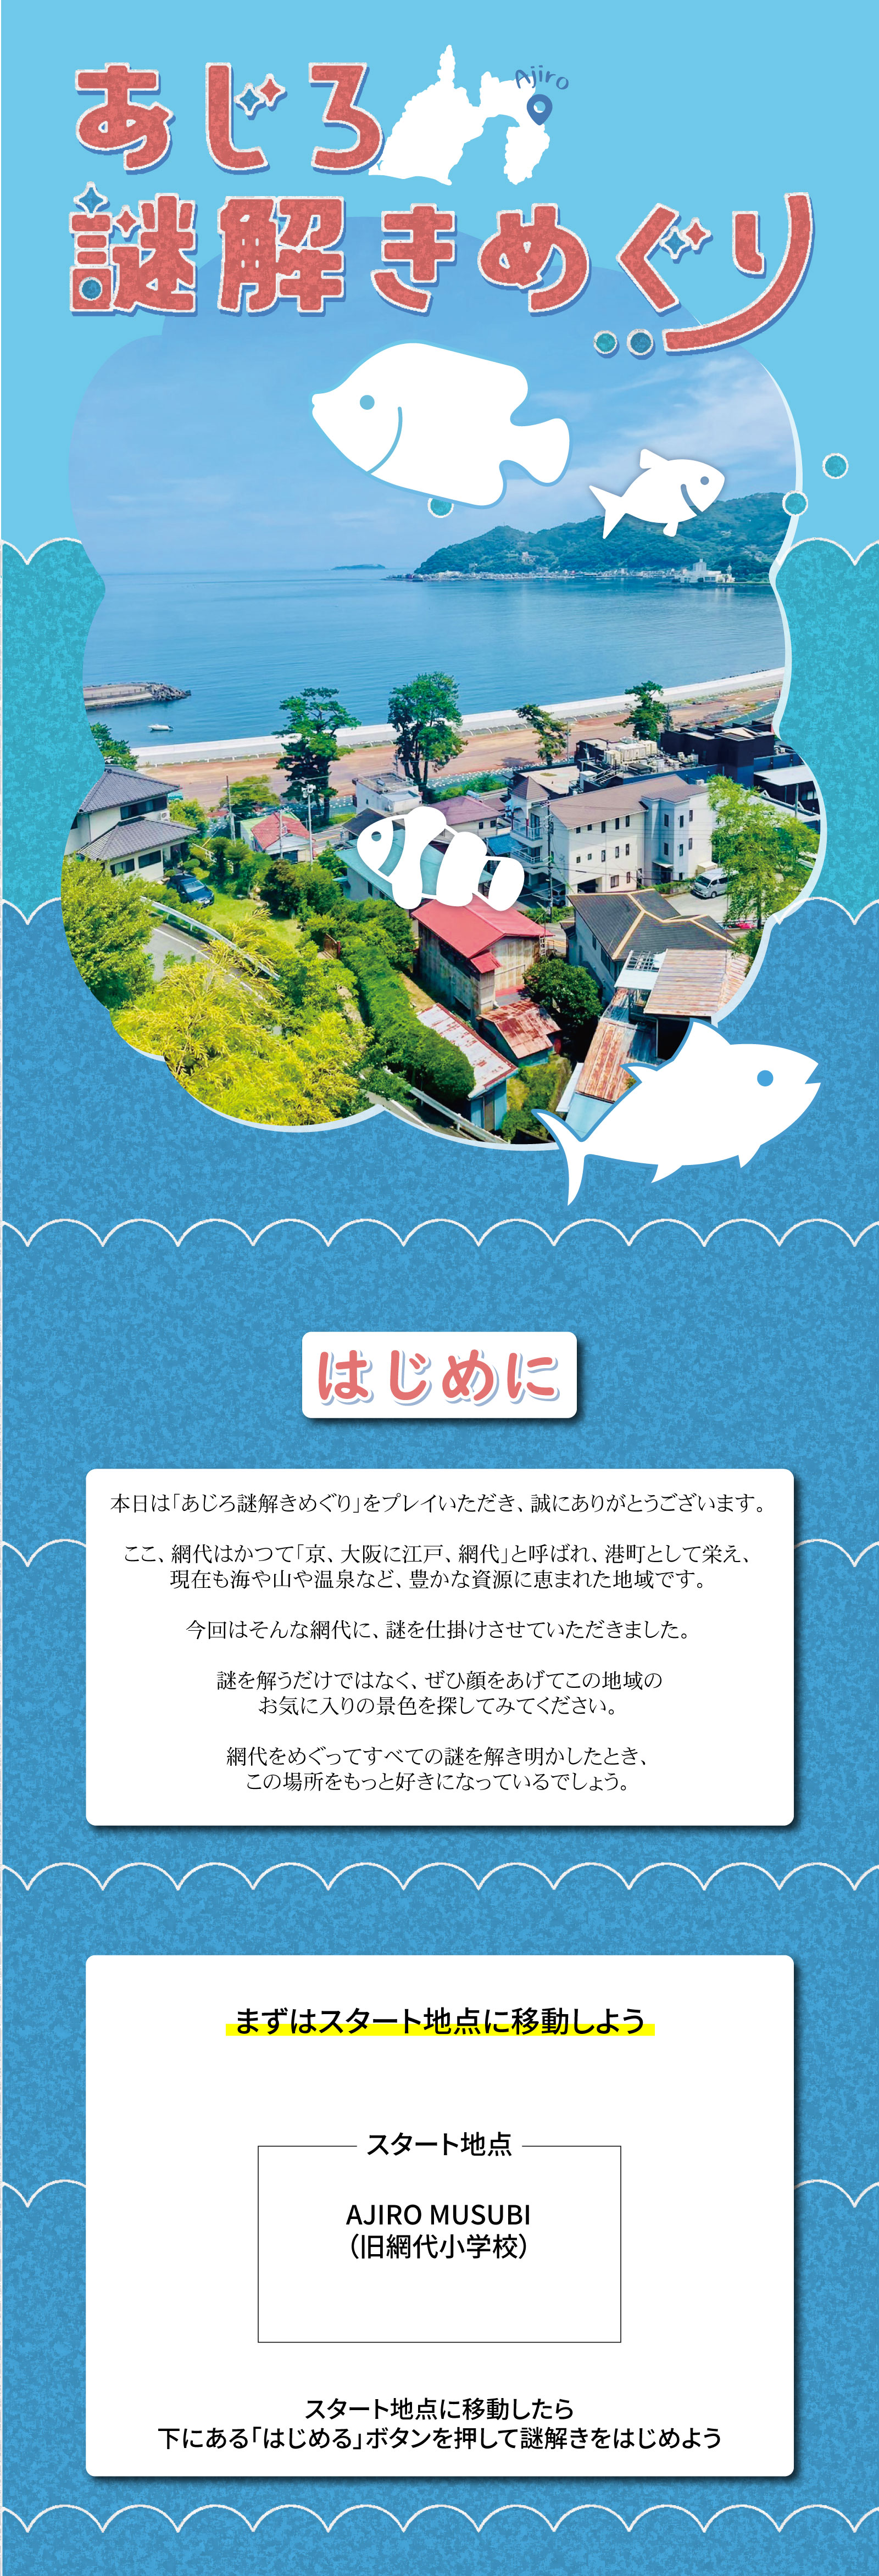 あじろ
Ajiro
謎解きめぐり
はじめに
本日は「あじろ謎解きめぐり」をプレイいただき、誠にありがとうございます。
ここ、網代はかつて「京、大阪に江戸、網代」と呼ばれ、港町として栄え、
現在も海や山や温泉など、豊かな資源に恵まれた地域です。
今回はそんな網代に、謎を仕掛けさせていただきました。
謎を解うだけではなく、ぜひ顔をあげてこの地域の
お気に入りの景色を探してみてください。
網代をめぐってすべての謎を解き明かしたとき、
この場所をもっと好きになっているでしょう。
まずはスタート地点に移動しよう
スタート地点
AJIRO MUSUBI
（旧網代小学校）
スタート地点に移動したら
下にある「はじめる」ボタンを押して謎解きをはじめよう